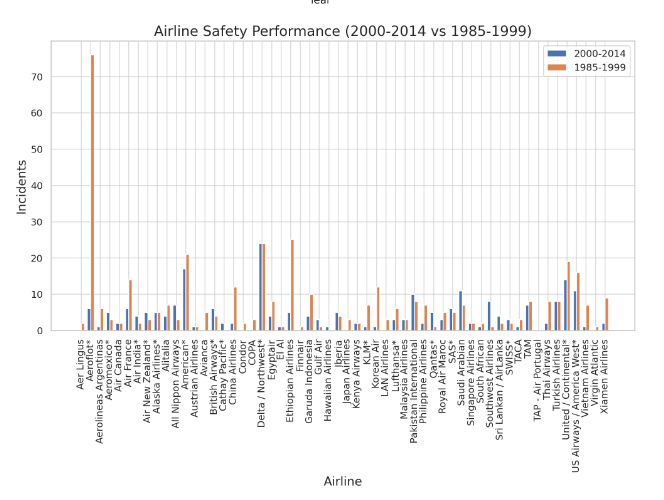 Year
Airline Safety Performance (2000-2014 vs 1985-1999)
2000-2014
1985-1999
Incidents
70
60
50
40
30
20
10
0
Aer Lingus
Aeroflot*
Aerolineas Argentinas
Aeromexico*
Air Canada
Air France
Air India*
Air New Zealand*
Alaska Airlines*
Alitalia
All Nippon Airways
American*
Austrian Airlines
Avianca
British Airways*
Cathay Pacific*
China Airlines
Condor
COPA
Delta / Northwest*
Egyptair
El Al
Ethiopian Airlines
Finnair
Garuda Indonesia
Gulf Air
Hawaiian Airlines
Iberia
Japan Airlines
Kenya Airways
KLM*
Korean Air
LAN Airlines
Lufthansa*
Malaysia Airlines
Pakistan International
Philippine Airlines
Qantas*
Royal Air Maroc
SAS*
Saudi Arabian
Singapore Airlines
South African
Southwest Airlines
Sri Lankan / AirLanka
SWISS*
TACA
TAM
TAP - Air Portugal
Thai Airways
Turkish Airlines
United / Continental*
US Airways / America West*
Vietnam Airlines
Virgin Atlantic
Xiamen Airlines
Airline